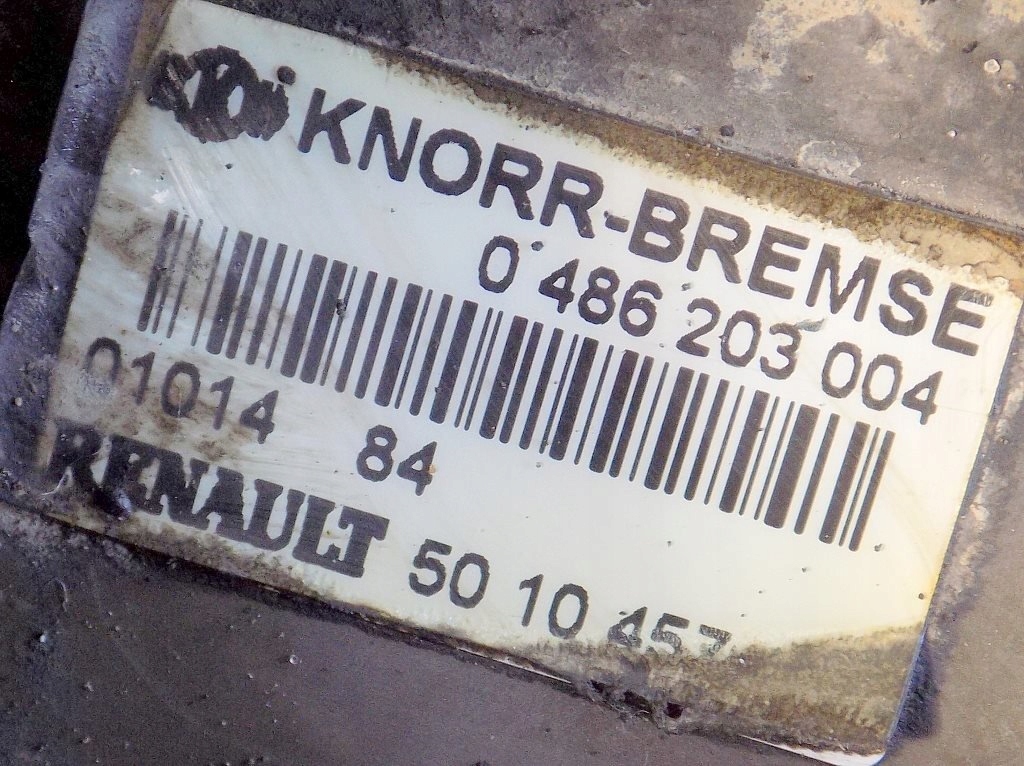 KNORR-BREMSE
0 486 203 004
01014 84
RENAULT 50 10 457